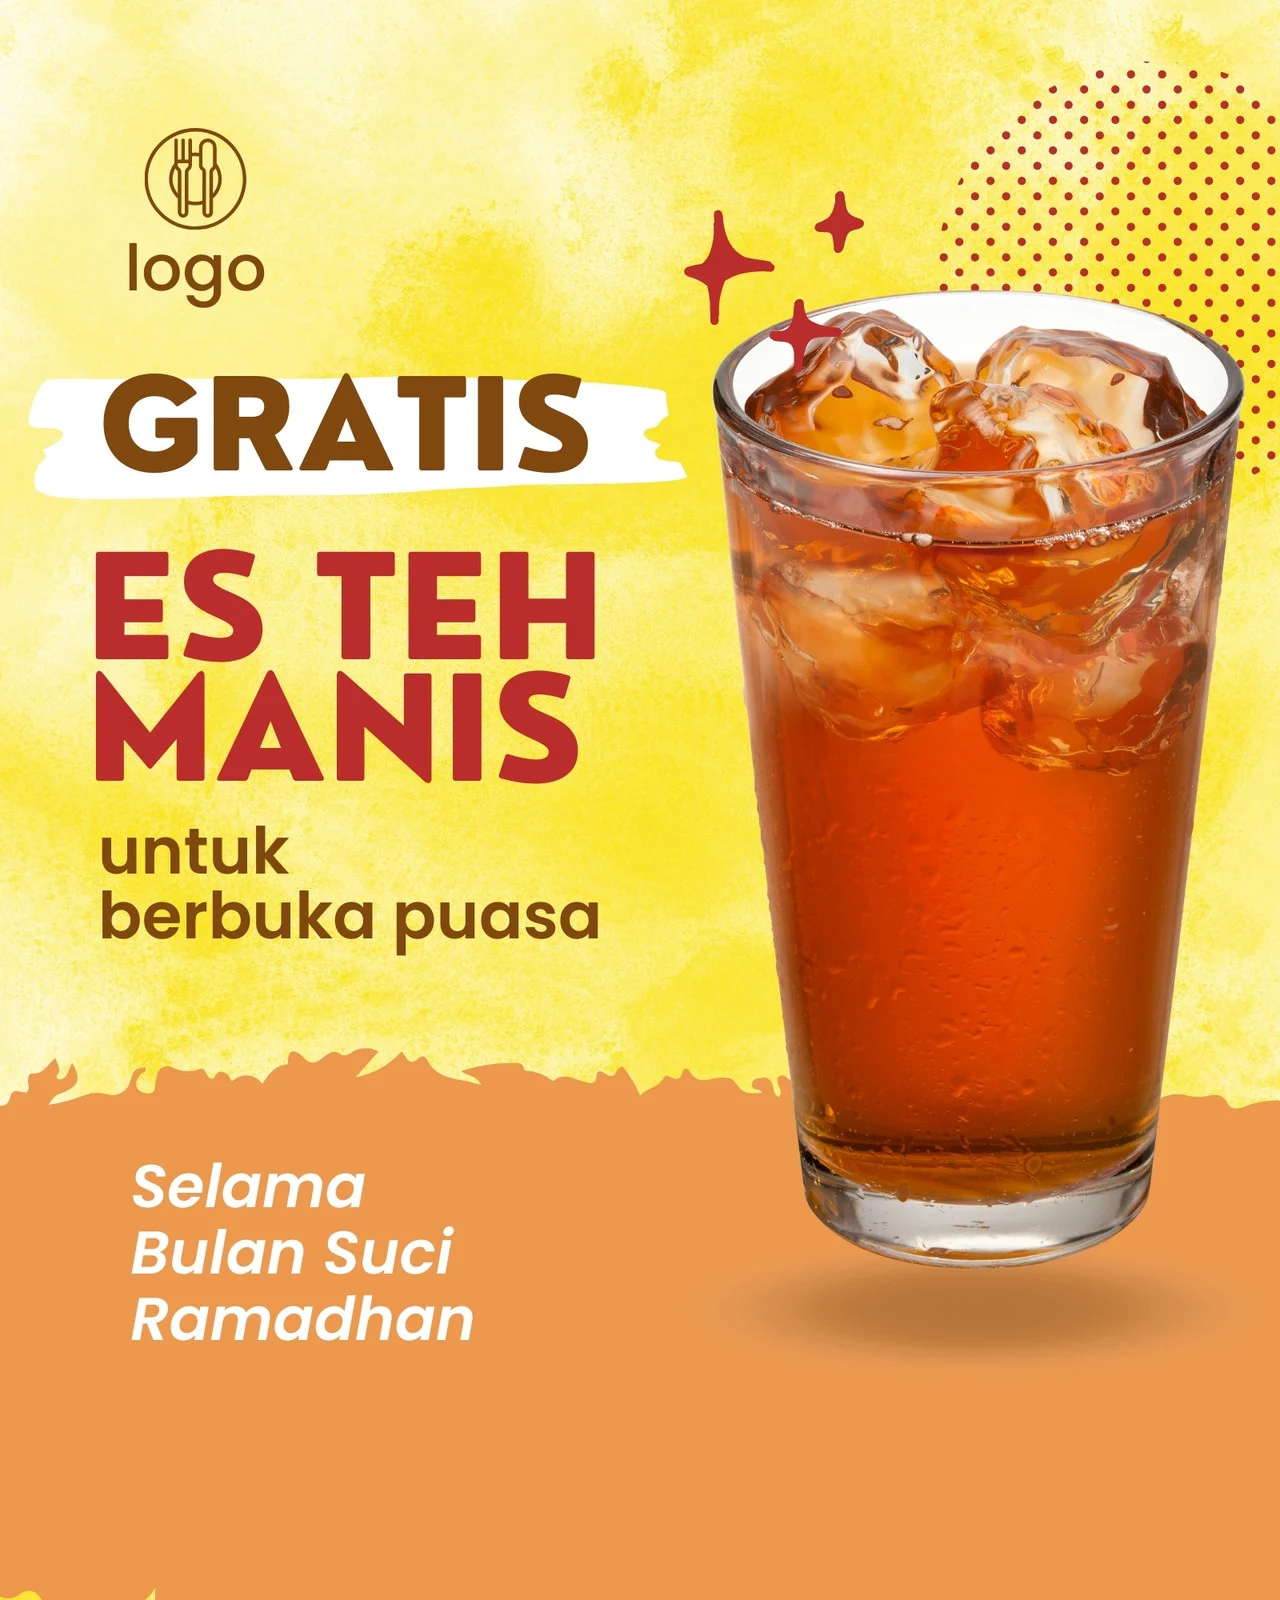 logo
GRATIS
ES TEH
MANIS
untuk
berbuka puasa
Selama
Bulan Suci
Ramadhan